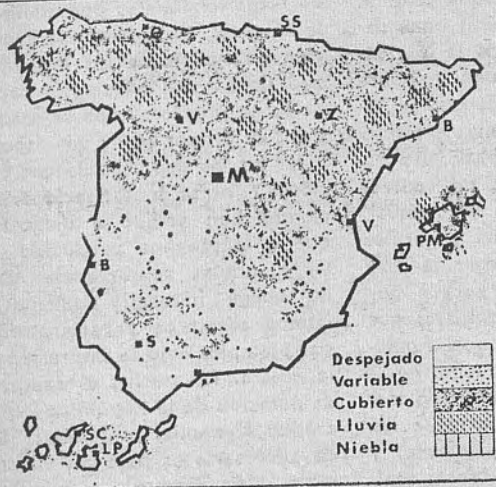 SS
C
O
V
Z
B
M
V
PM
B
S
SC
LP
Despejado
Variable
Cubierto
Lluvia
Niebla